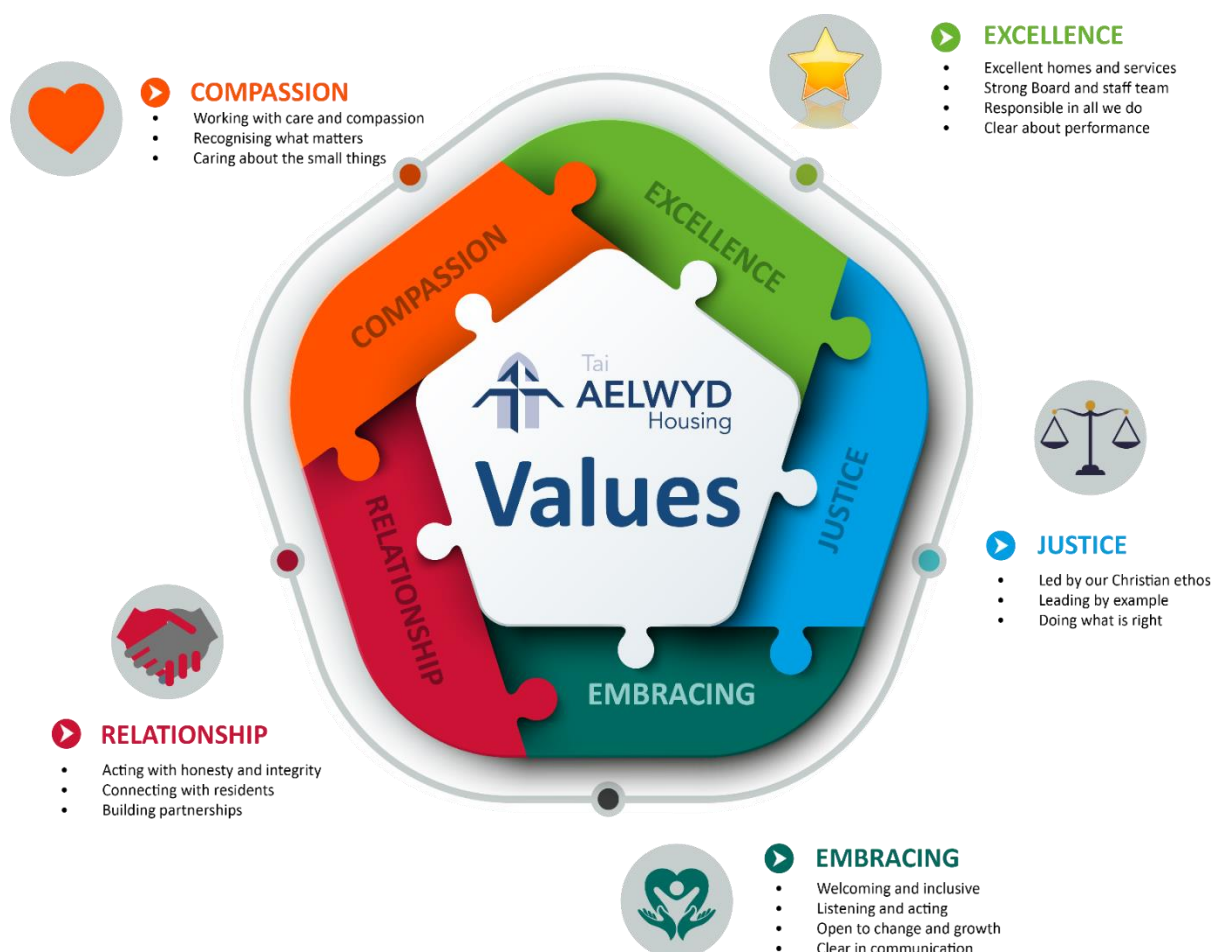 EXCELLENCE
• Excellent homes and services
• Strong Board and staff team
• Responsible in all we do
• Clear about performance
COMPASSION
• Working with care and compassion
• Recognising what matters
• Caring about the small things
COMPASSION
EXCELLENCE
JUSTICE
EMBRACING
RELATIONSHIP
Tai
AELWYD
Housing
Values
JUSTICE
• Led by our Christian ethos
• Leading by example
• Doing what is right
RELATIONSHIP
• Acting with honesty and integrity
• Connecting with residents
• Building partnerships
EMBRACING
• Welcoming and inclusive
• Listening and acting
• Open to change and growth
• Clear in communication